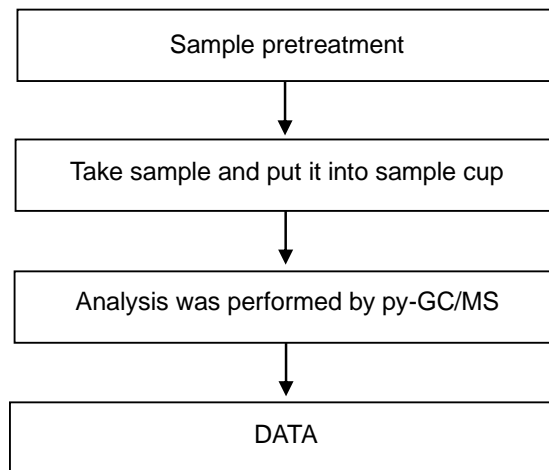 Sample pretreatment
Take sample and put it into sample cup
Analysis was performed by py-GC/MS
DATA